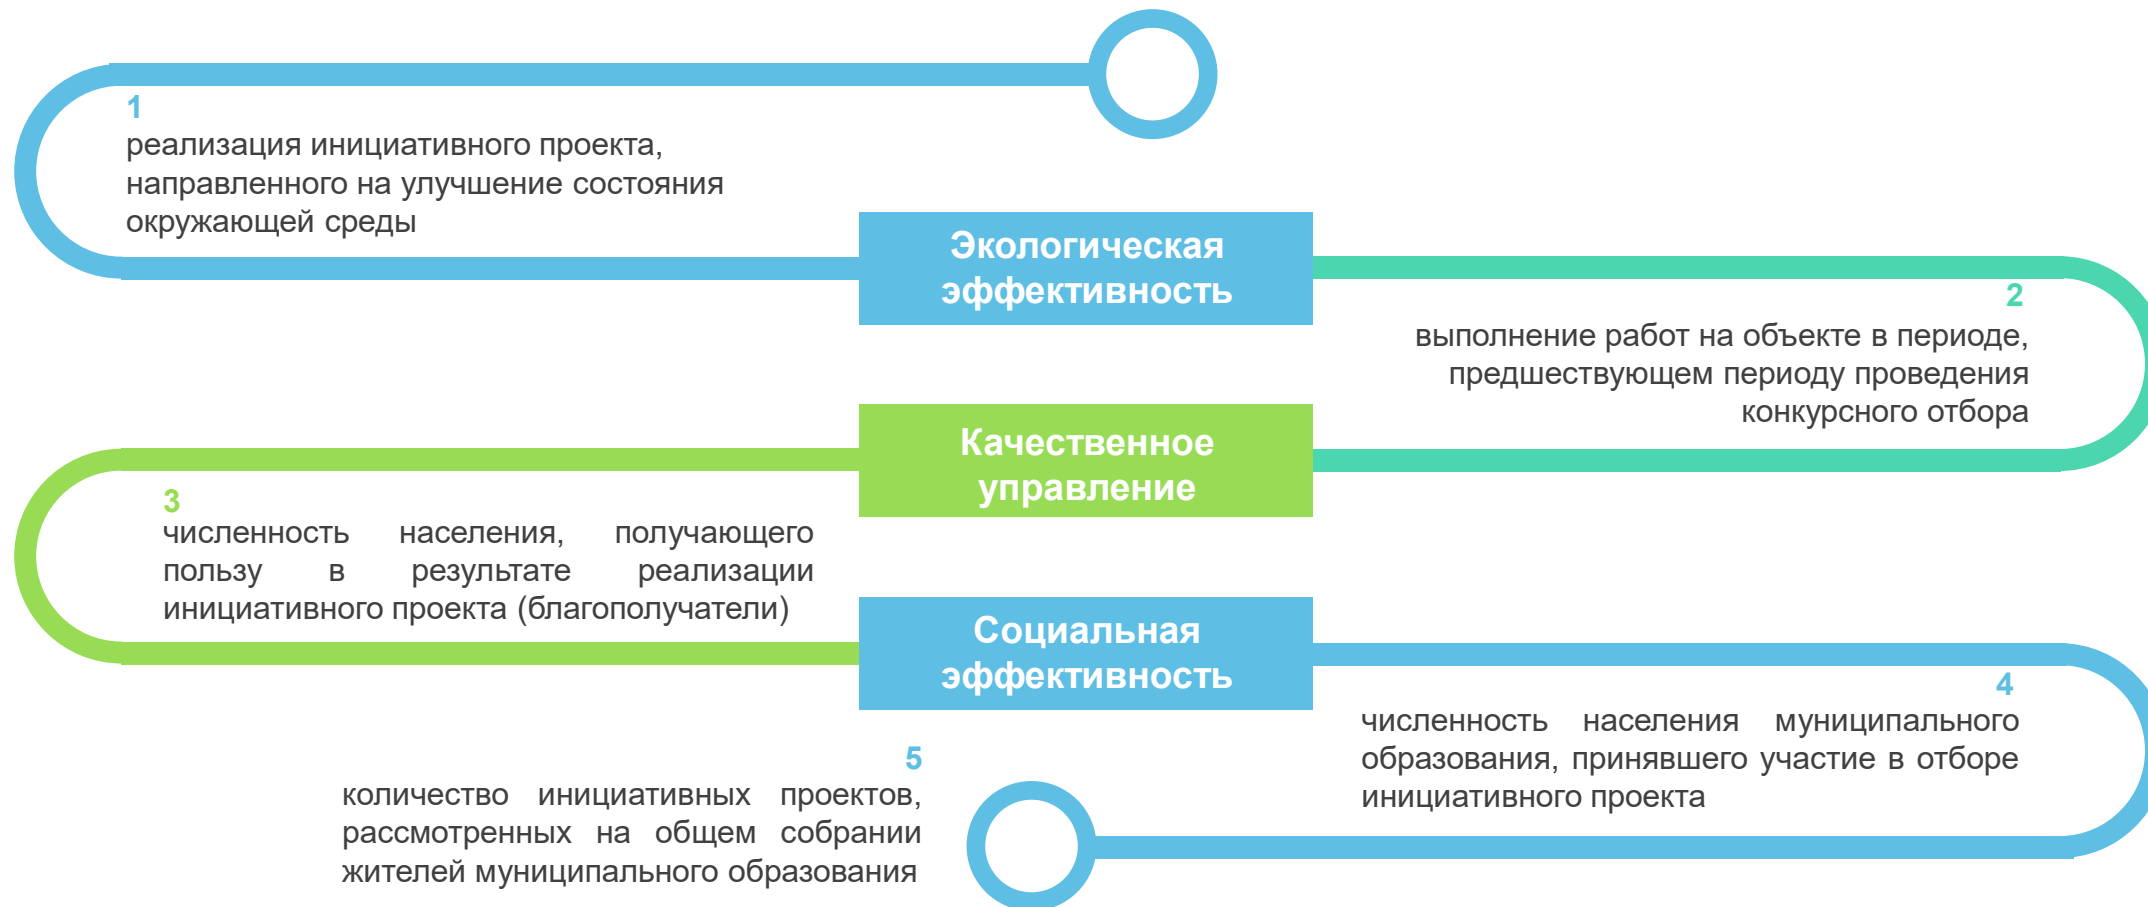 1
реализация инициативного проекта,
направленного на улучшение состояния
окружающей среды
Экологическая
эффективность
2
выполнение работ на объекте в периоде,
предшествующем периоду проведения
конкурсного отбора
Качественное
управление
3
численность населения, получающего
пользу в результате реализации
инициативного проекта (благополучатели)
Социальная
эффективность
4
численность населения муниципального
образования, принявшего участие в отборе
инициативного проекта
5
количество инициативных проектов,
рассмотренных на общем собрании
жителей муниципального образования